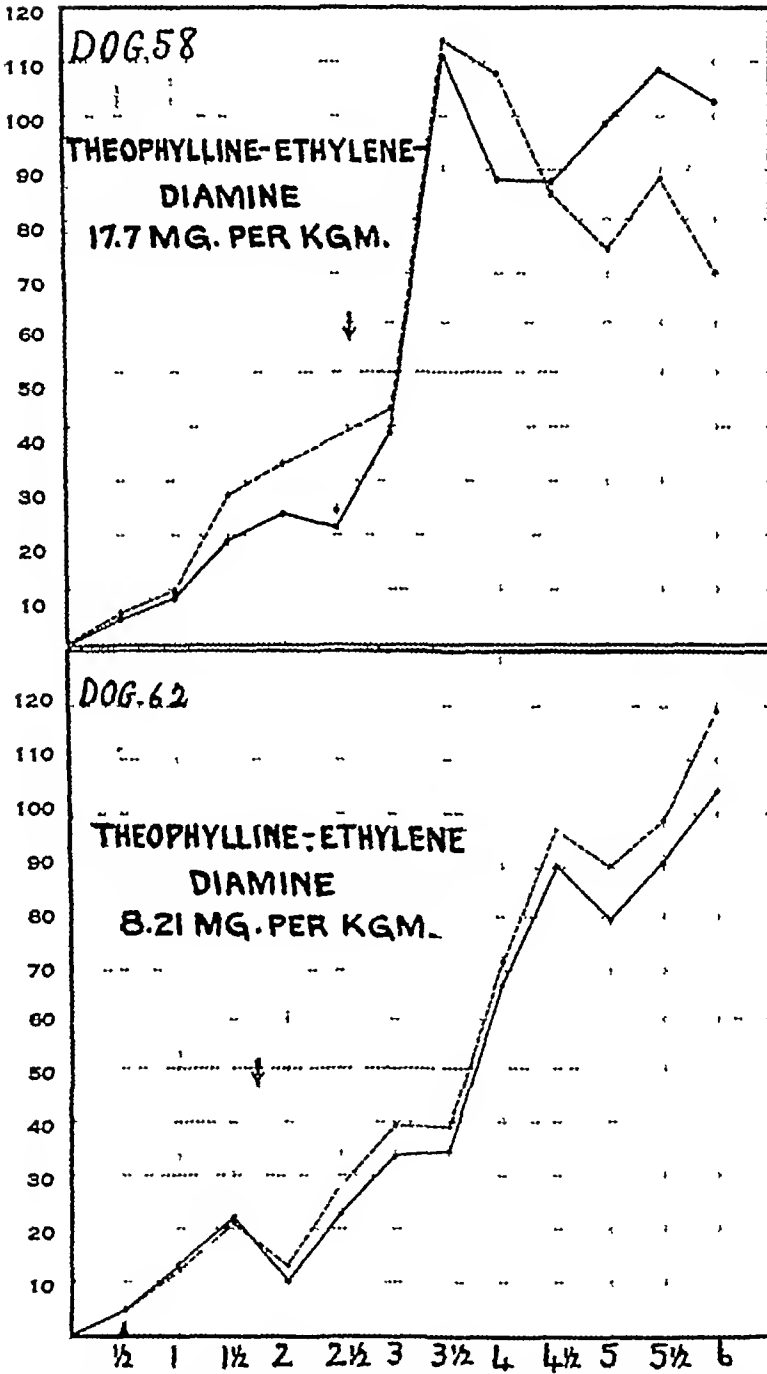 120
DOG.58
110
100
THEOPHYLLINE-ETHYLENE-
90
DIAMINE
80
17.7 MG. PER KGM.
70
60
50
40
30
20
10
DOG.62
120
110
100
THEOPHYLLINE-ETHYLENE
90
DIAMINE
80
8.21 MG. PER KGM.
70
60
50
40
30
20
10
½ 1 1½ 2 2½ 3 3½ 4 4½ 5 5½ 6